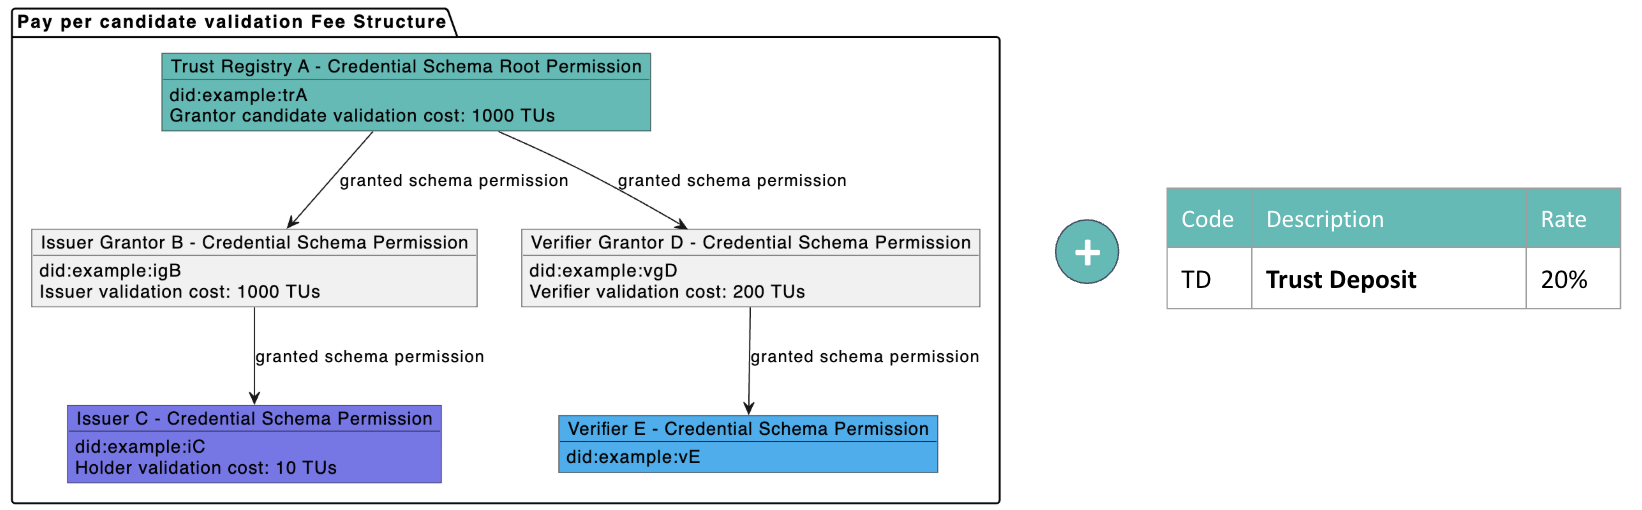 Pay per candidate validation Fee Structure
Trust Registry A - Credential Schema Root Permission
did:example:trA
Grantor candidate validation cost: 1000 TUs
granted schema permission
granted schema permission
Issuer Grantor B - Credential Schema Permission
did:example:igB
Issuer validation cost: 1000 TUs
Verifier Grantor D - Credential Schema Permission
did:example:vgD
Verifier validation cost: 200 TUs
granted schema permission
granted schema permission
Issuer C - Credential Schema Permission
did:example:iC
Holder validation cost: 10 TUs
Verifier E - Credential Schema Permission
did:example:vE
+
Code Description Rate
TD Trust Deposit 20%